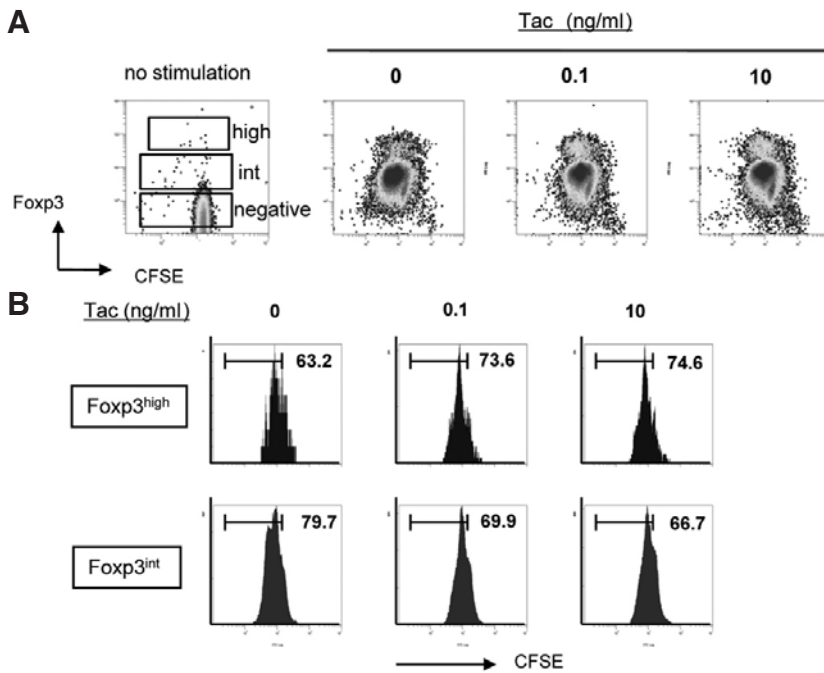 A
Tac (ng/ml)
no stimulation
0
0.1
10
high
int
negative
Foxp3
CFSE
B
Tac (ng/ml)
0
0.1
10
Foxp3high
63.2
73.6
74.6
Foxp3int
79.7
69.9
66.7
CFSE